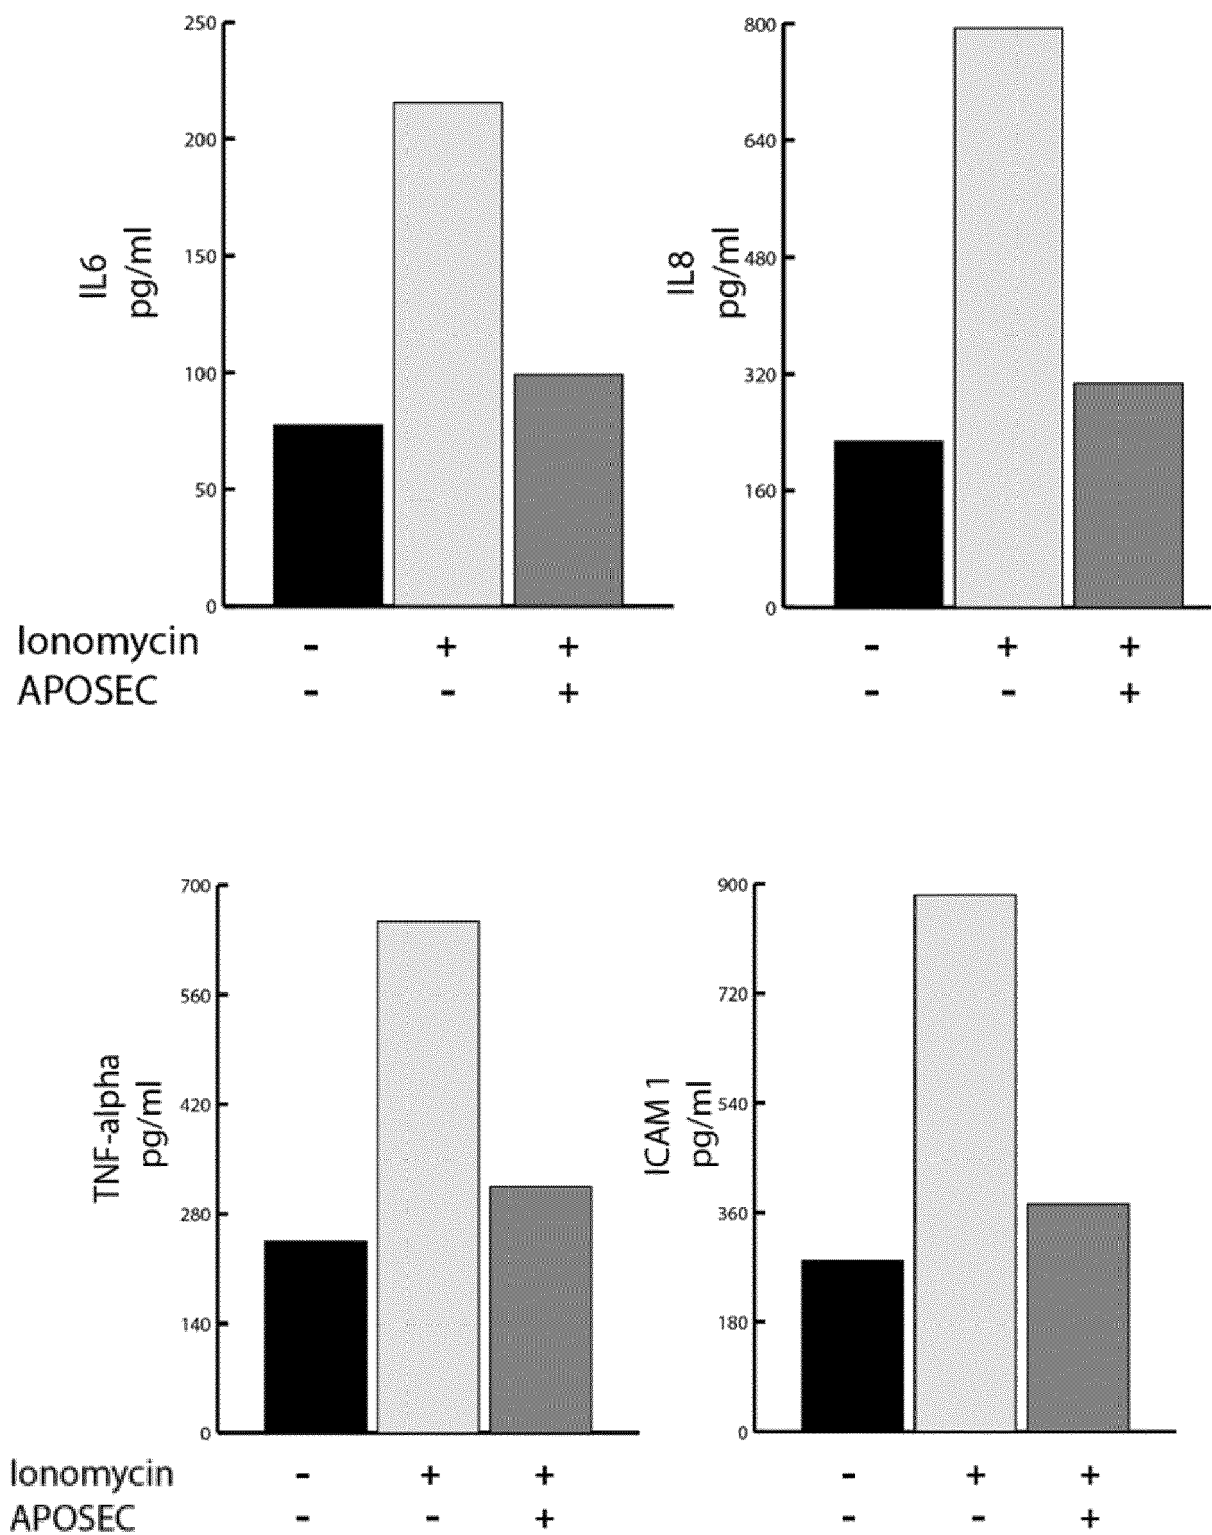 250
200
150
100
50
0
IL6
pg/ml
Ionomycin - + +
APOSEC - - +
800
640
480
320
160
0
IL8
pg/ml
- + +
- - +
700
560
420
280
140
0
TNF-alpha
pg/ml
Ionomycin - + +
APOSEC - - +
900
720
540
360
180
0
ICAM 1
pg/ml
- + +
- - +